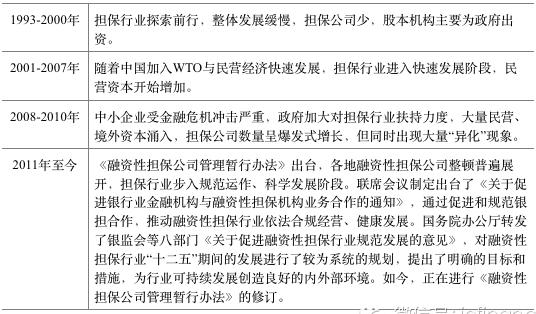 1993-2000年 担保行业探索前行，整体发展缓慢，担保公司少，股本机构主要为政府出
资。
2001-2007年 随着中国加入WTO与民营经济快速发展，担保行业进入快速发展阶段，民
营资本开始增加。
2008-2010年 中小企业受金融危机冲击严重，政府加大对担保行业扶持力度，大量民营、
境外资本涌入，担保公司数量呈爆发式增长，但同时出现大量“异化”现象。
2011年至今 《融资性担保公司管理暂行办法》出台，各地融资性担保公司整顿普遍展
开，担保行业步入规范运作、科学发展阶段。联席会议制定出台了《关于促
进银行业金融机构与融资性担保机构业务合作的通知》，通过促进和规范银
担合作，推动融资性担保行业依法合规经营、健康发展。国务院办公厅转发
了银监会等八部门《关于促进融资性担保行业规范发展的意见》，对融资性
担保行业“十二五”期间的发展进行了较为系统的规划，提出了明确的目标和
措施，为行业可持续发展创造良好的内外部环境。如今，正在进行《融资性
担保公司管理暂行办法》的修订。